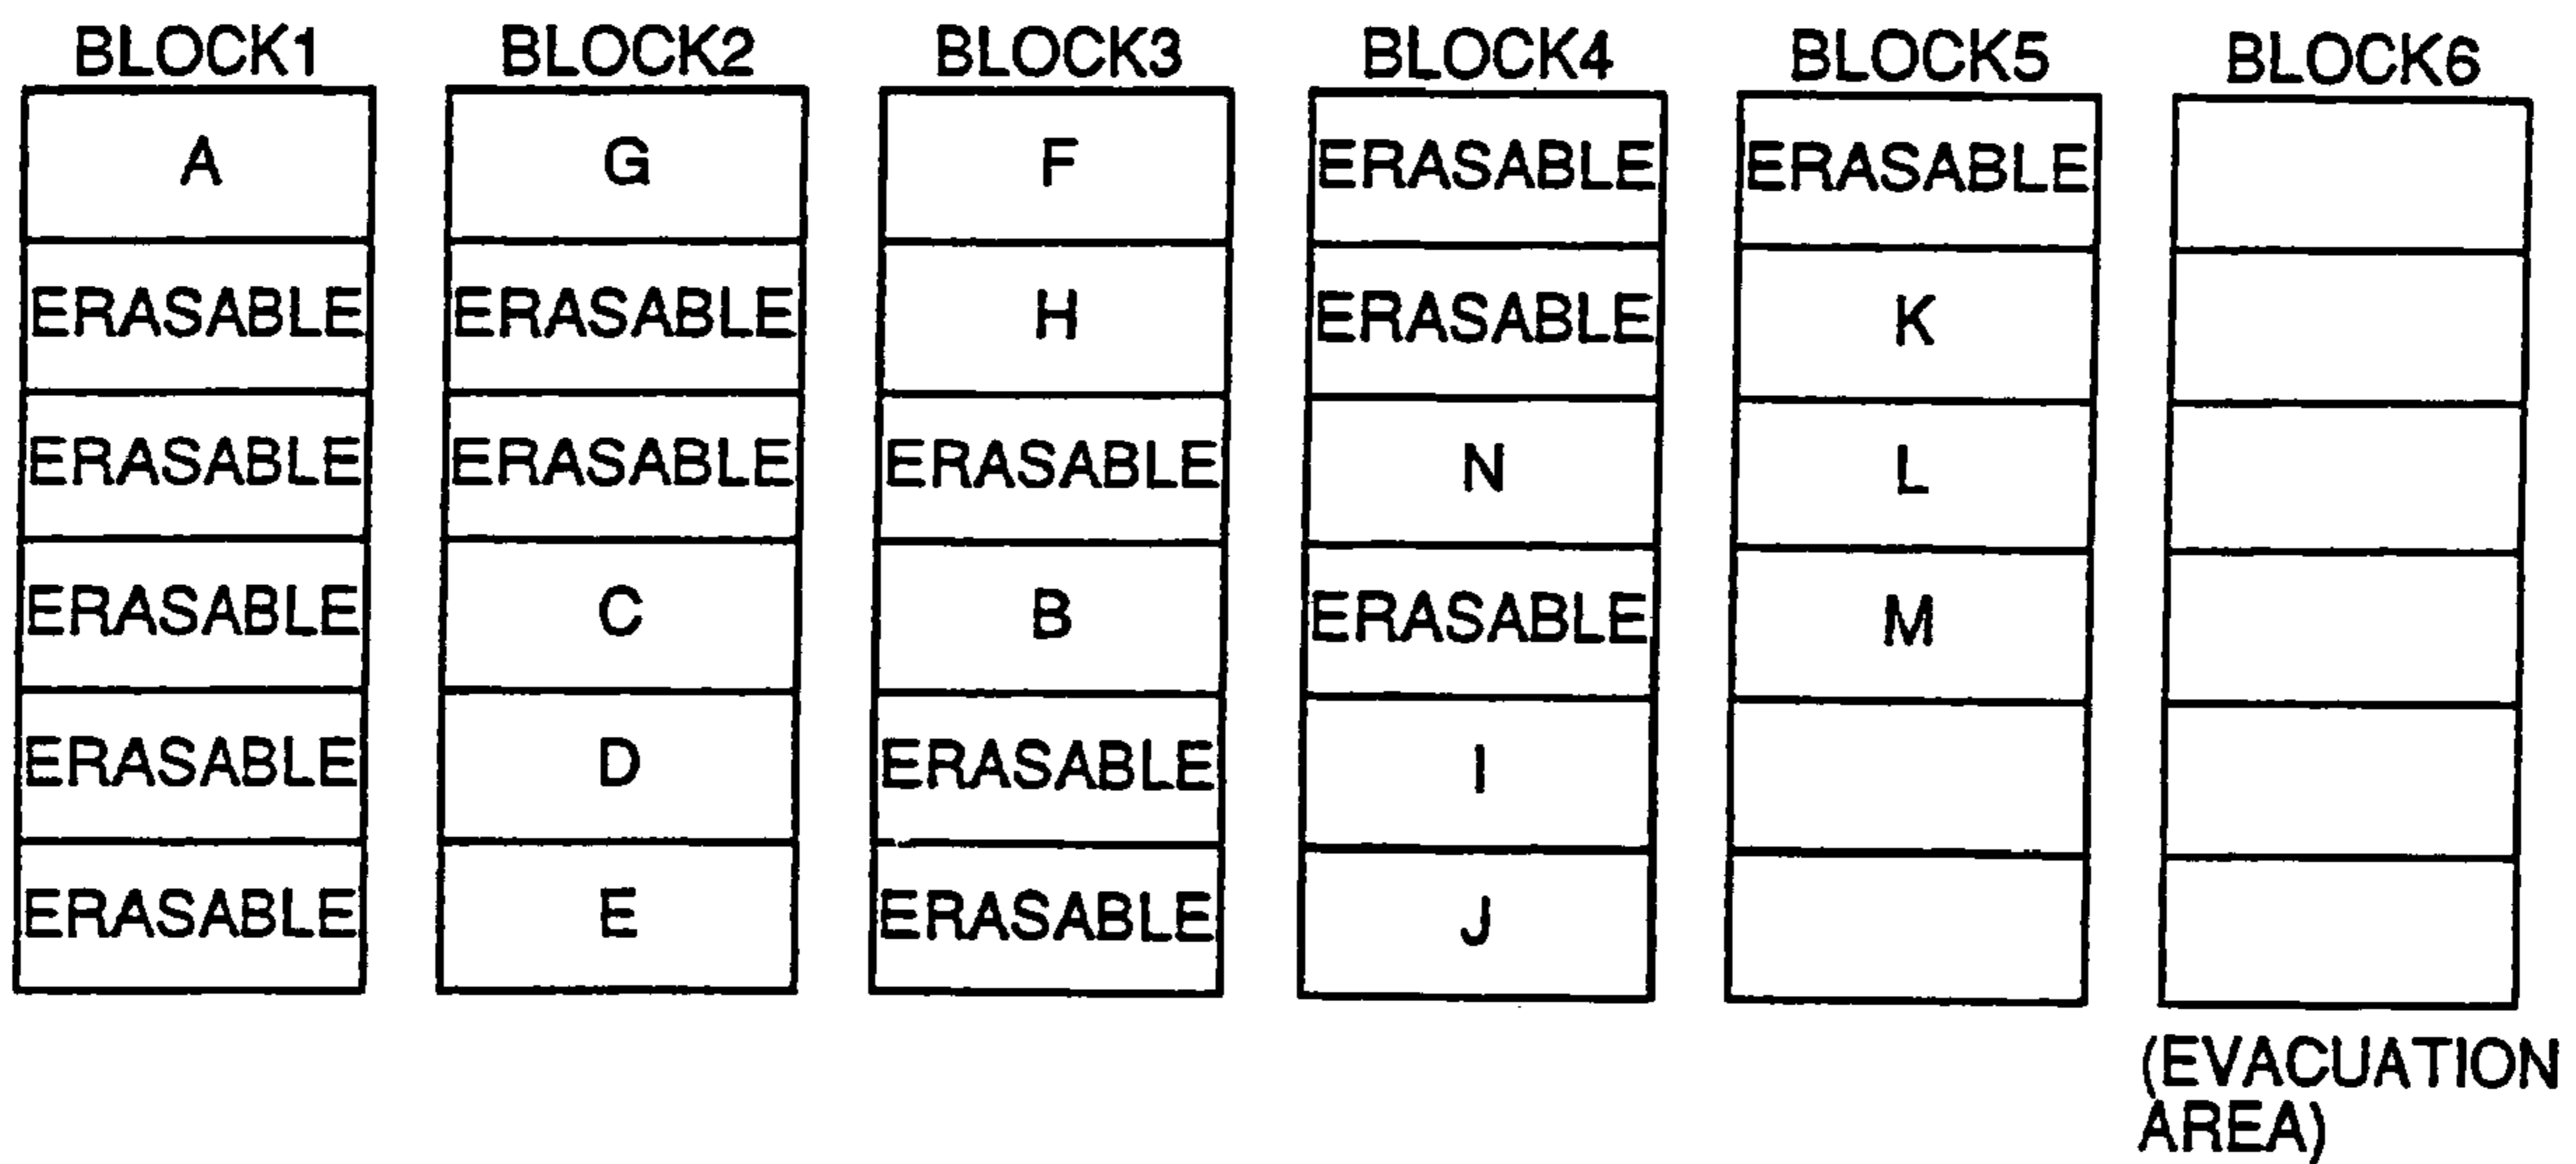 BLOCK1 BLOCK2 BLOCK3 BLOCK4 BLOCK5 BLOCK6
A G F ERASABLE ERASABLE
ERASABLE ERASABLE H ERASABLE K
ERASABLE ERASABLE ERASABLE N L
ERASABLE C B ERASABLE M
ERASABLE D ERASABLE I
ERASABLE E ERASABLE J
(EVACUATION
AREA)